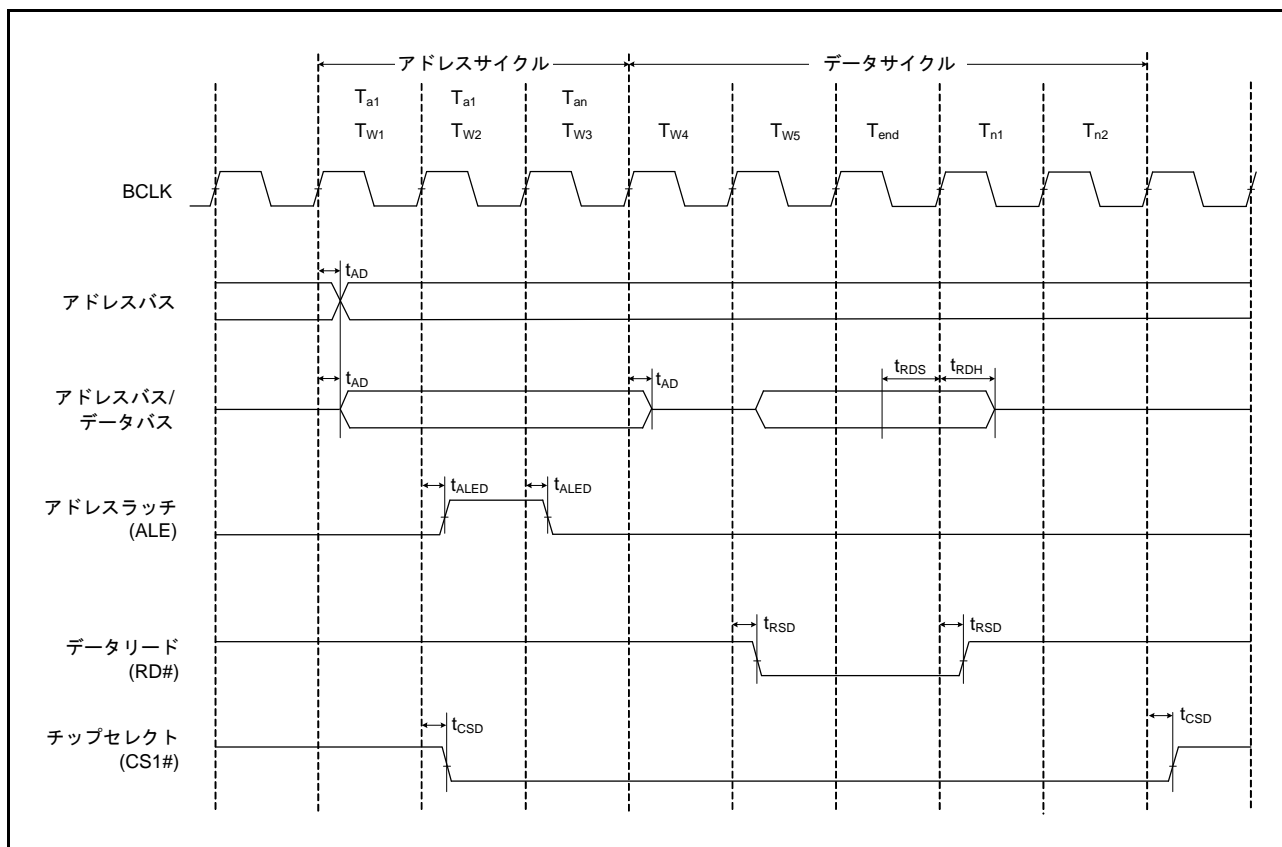 アドレスサイクル データサイクル
Ta1 Ta1 Tan
TW1 TW2 TW3 TW4 TW5 Tend Tn1 Tn2
BCLK
tAD
アドレスバス
tAD tAD tRDS tRDH
アドレスバス/
データバス
tALED tALED
アドレスラッチ
(ALE)
tRSD tRSD
データリード
(RD#)
tCSD tCSD
チップセレクト
(CS1#)